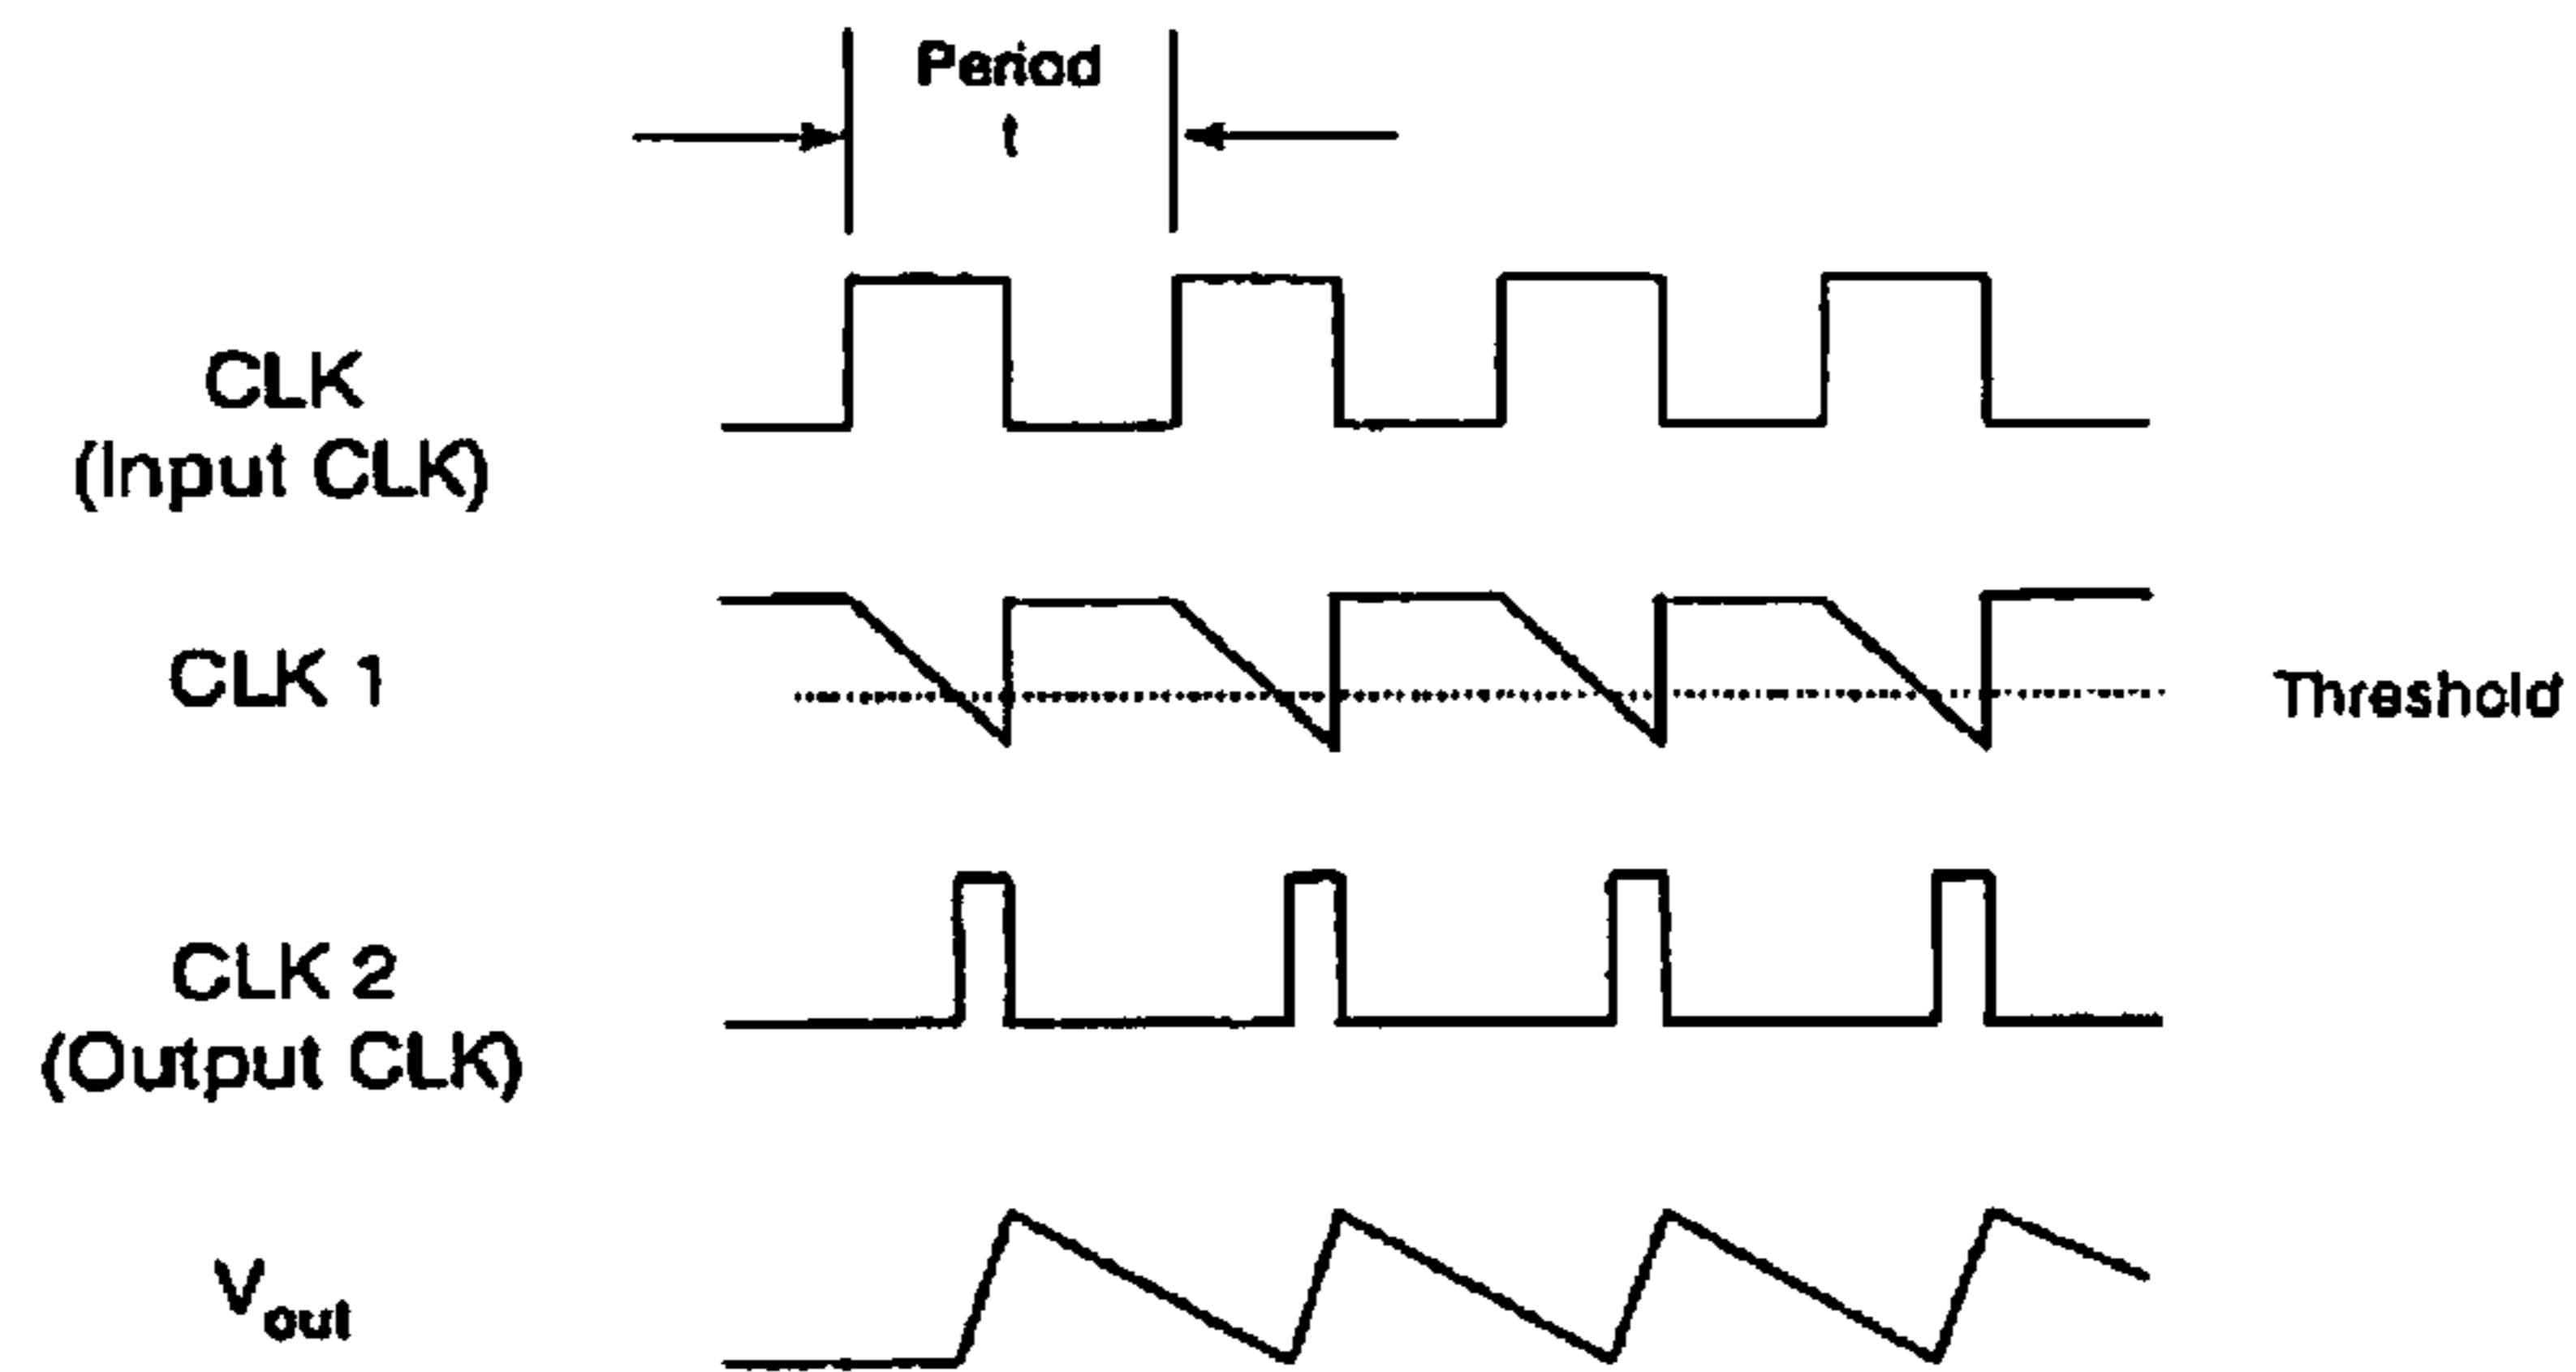 Period
t
CLK
(Input CLK)
CLK 1
Threshold
CLK 2
(Output CLK)
Vout